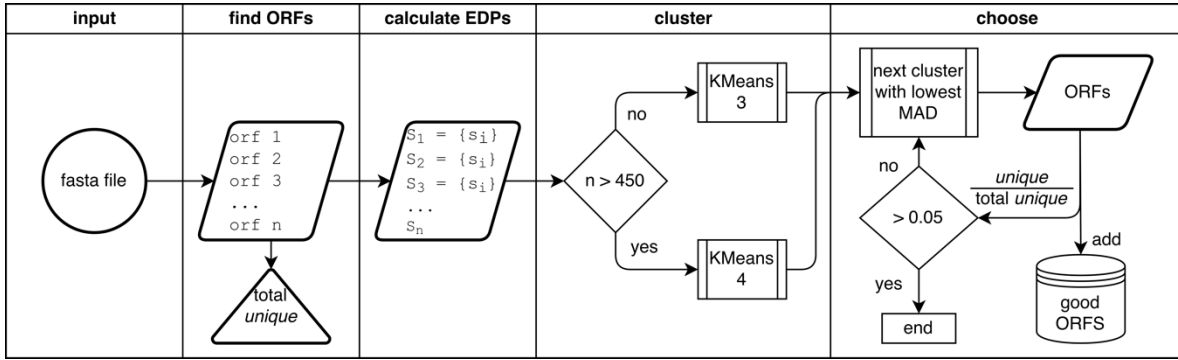 input
find ORFs
calculate EDPs
cluster
choose
fasta file
orf 1
orf 2
orf 3
...
orf n
total
unique
S1 = {si}
S2 = {si}
S3 = {si}
...
Sn
n > 450
no
yes
KMeans
3
KMeans
4
next cluster
with lowest
MAD
ORFs
no
> 0.05
yes
end
unique
total unique
add
good
ORFS